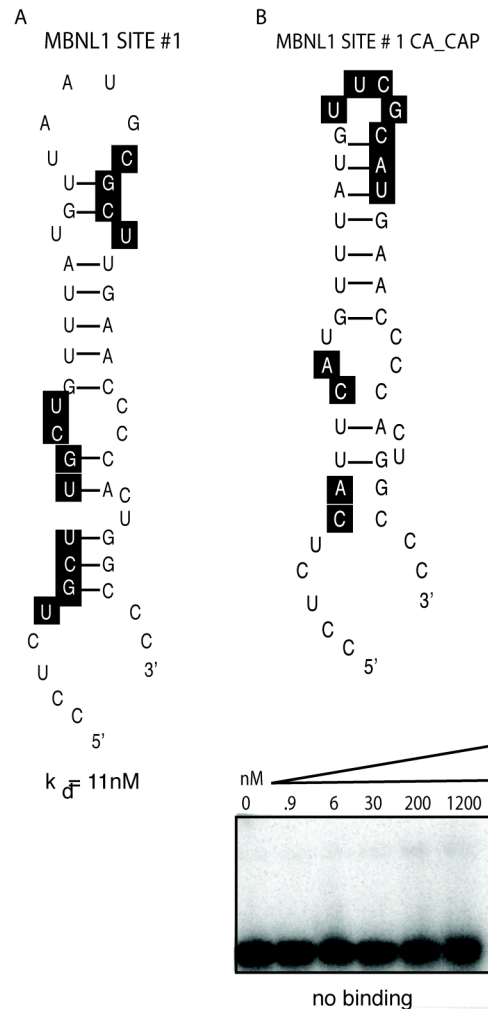 A
MBNL1 SITE #1
A U
A G
U C
U—G
G—C
U U
A—U
U—G
U—A
U—A
G—C
U C
C C
G—C
U—A C
U
U—G
C—G
G—C
U C
C C
U 3'
C
C
5'
k d = 11nM
B
MBNL1 SITE # 1 CA_CAP
U C
U G
G—C
U—A
A—U
U—G
U—A
U—A
G—C
U C
A C
C C
U—A C
U—G U
A G
C C
U C
C C
U 3'
C
C
5'
nM
0 .9 6 30 200 1200
no binding